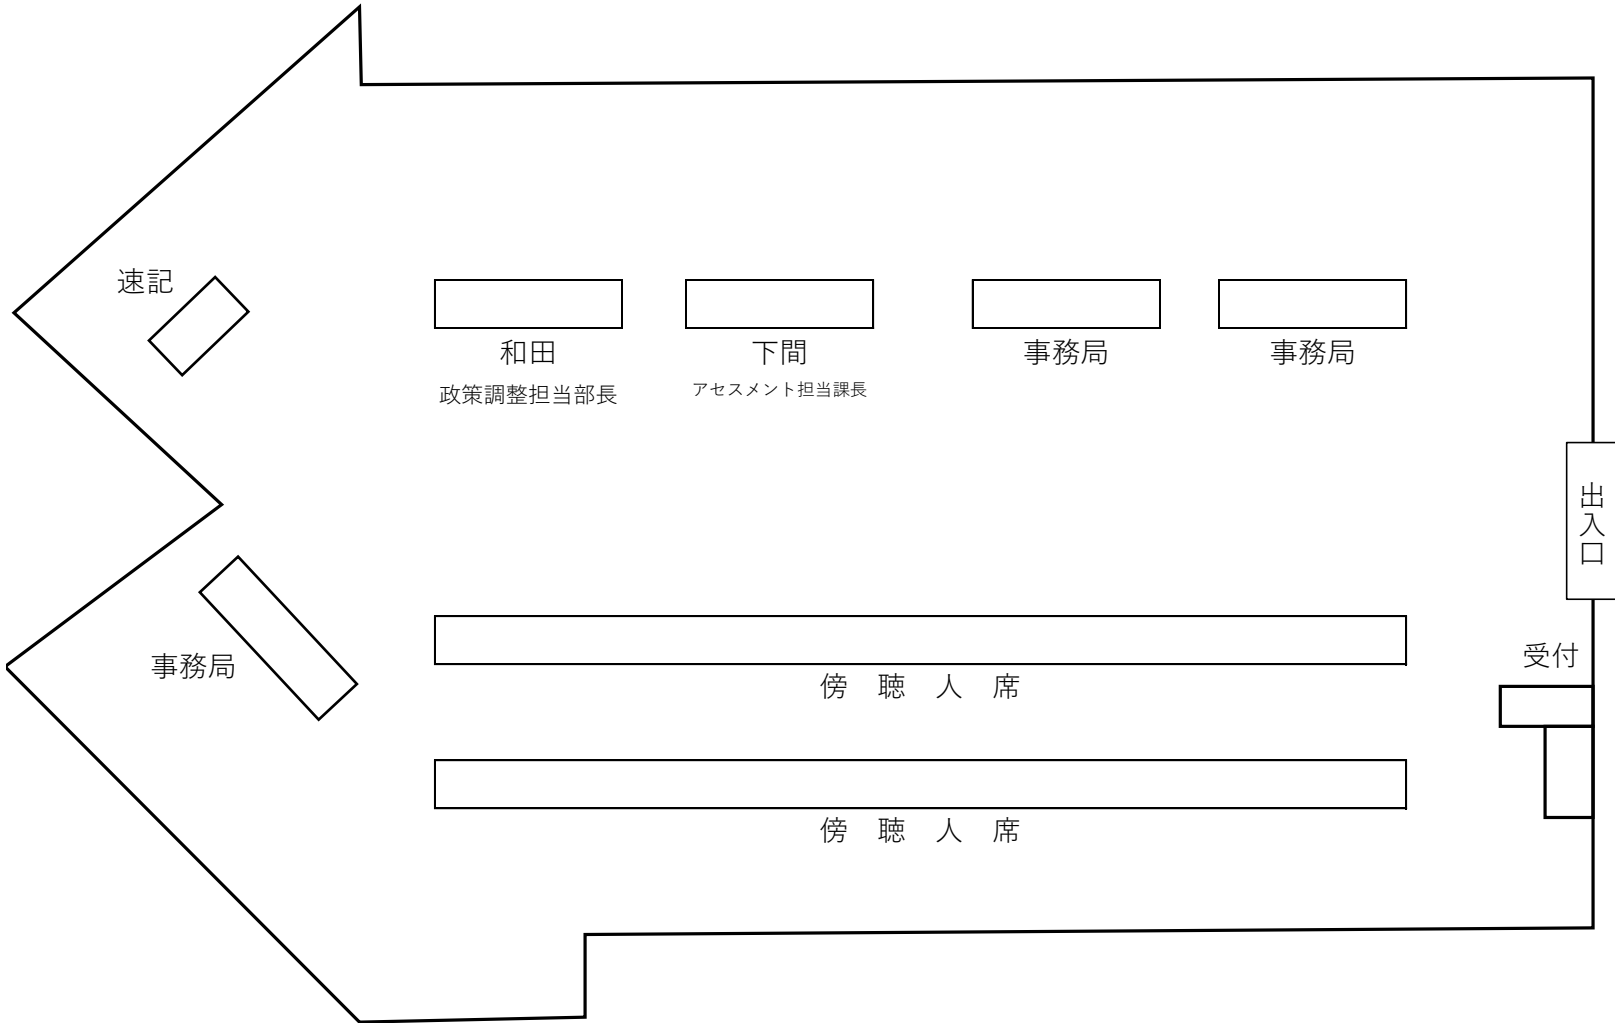 速記
和田
政策調整担当部長
下間
アセスメント担当課長
事務局
事務局
出入口
受付
事務局
傍　聴　人　席
傍　聴　人　席